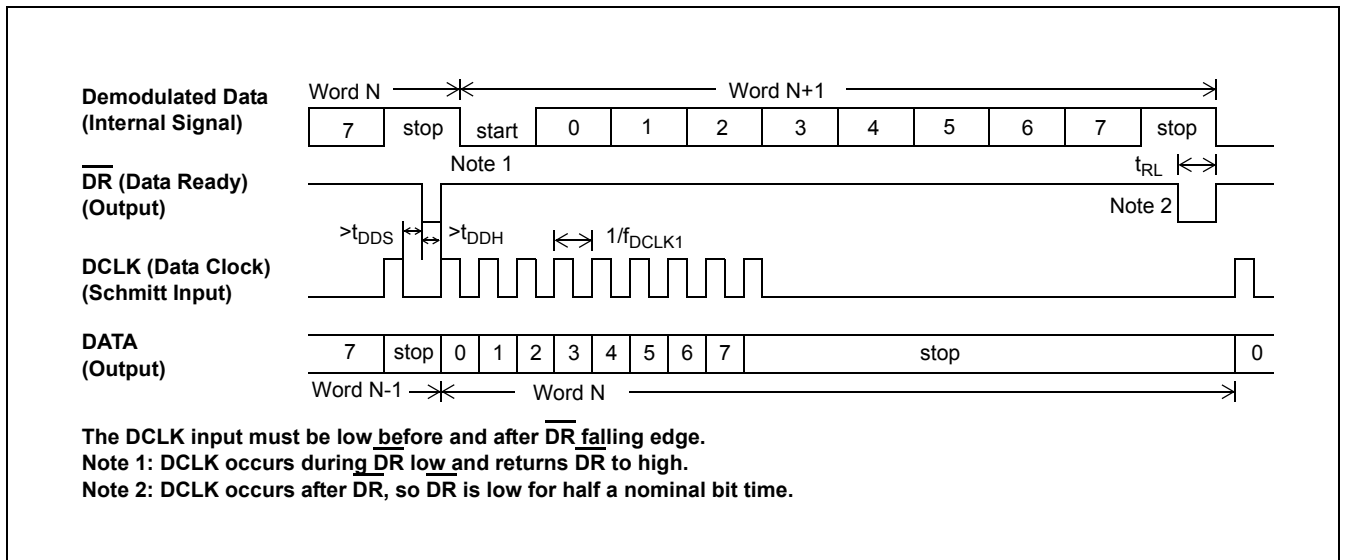 Demodulated Data
(Internal Signal)
Word N
Word N+1
7 stop start 0 1 2 3 4 5 6 7 stop
Note 1
tRL
DR (Data Ready)
(Output)
Note 2
>tDDS >tDDH 1/fDCLK1
DCLK (Data Clock)
(Schmitt Input)
DATA
(Output)
7 stop 0 1 2 3 4 5 6 7 stop 0
Word N-1 Word N
The DCLK input must be low before and after DR falling edge.
Note 1: DCLK occurs during DR low and returns DR to high.
Note 2: DCLK occurs after DR, so DR is low for half a nominal bit time.